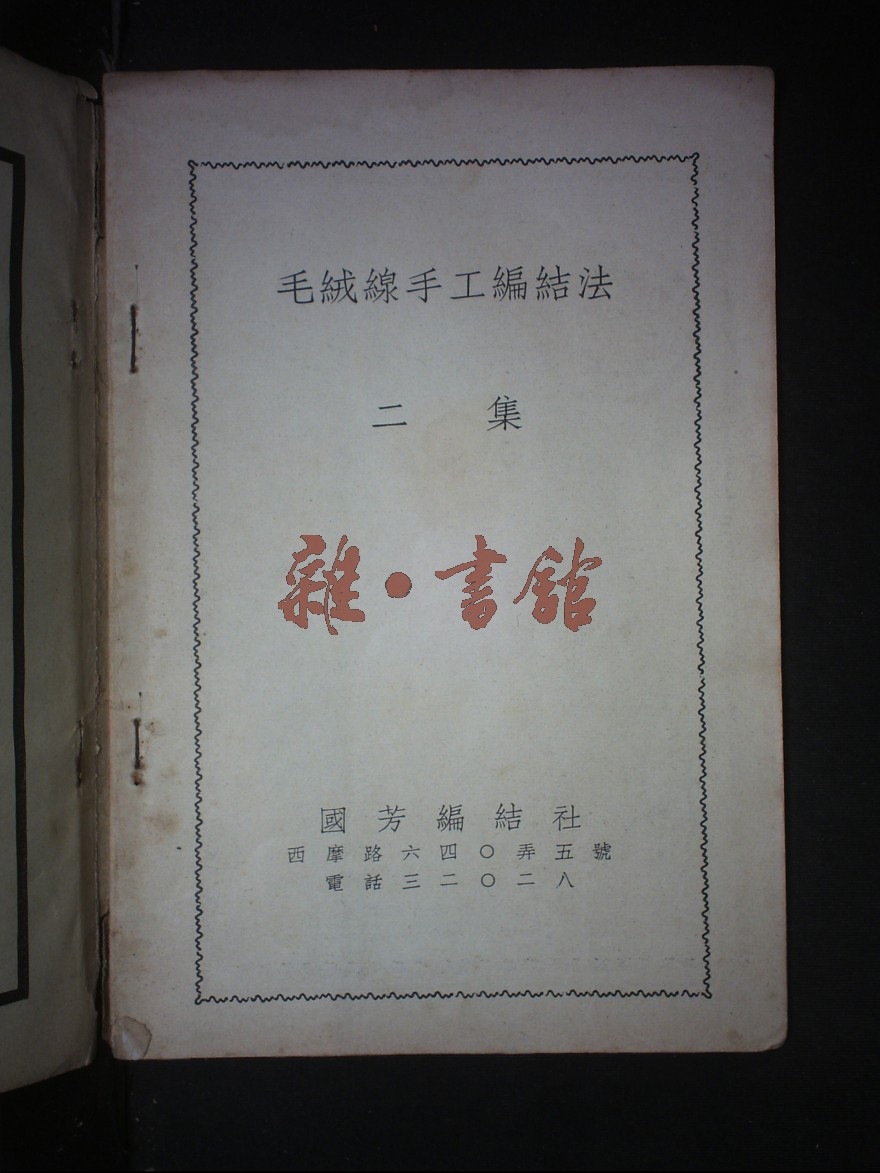 毛絨線手工編結法
二集
雜·書館
國芳編結社
西摩路六四〇弄五號
電話三二〇二八